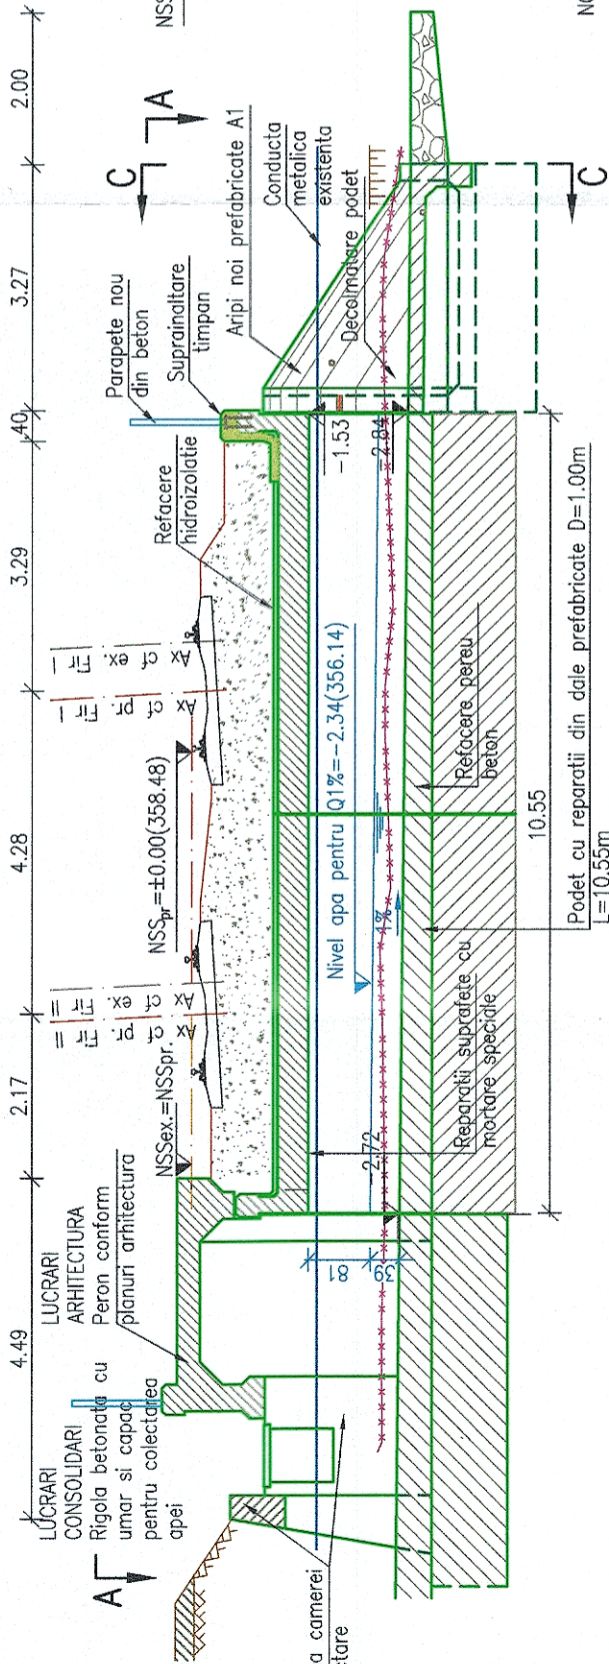 4.49
2.17
4.28
3.29
.40
3.27
2.00
NSS
A
C
LUCRARI
CONSOLIDARI
Rigola betonata cu
umar si capac
pentru colectarea
apei
LUCRARI
ARHITECTURA
Peron conform
planuri arhitectura
NSSex.=NSSpr.
Ax cf pr. Fir II
Ax cf ex. Fir II
NSSpr=±0.00(358.48)
Ax cf pr. Fir I
Ax cf ex. Fir I
Refacere
hidroizolatie
Parapete nou
din beton
Suprainaltare
timpan
Aripi noi prefabricate A1
Conducta
metalica
existenta
Decolmatare podet
A
a camerei
tare
81
39
-2.72
Nivel apa pentru Q1%=-2.34(356.14)
1%
-1.53
-2.84
Reparatii suprafete cu
mortare speciale
Refacere pereu
beton
10.55
Podet cu reparatii din dale prefabricate D=1.00m
L=10.55m
C